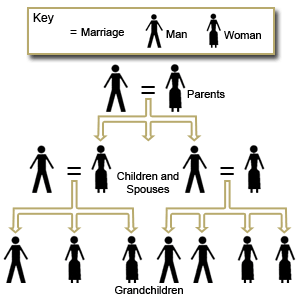 Key
= Marriage
Man
Woman
=
Parents
=
Children and
Spouses
=
Grandchildren